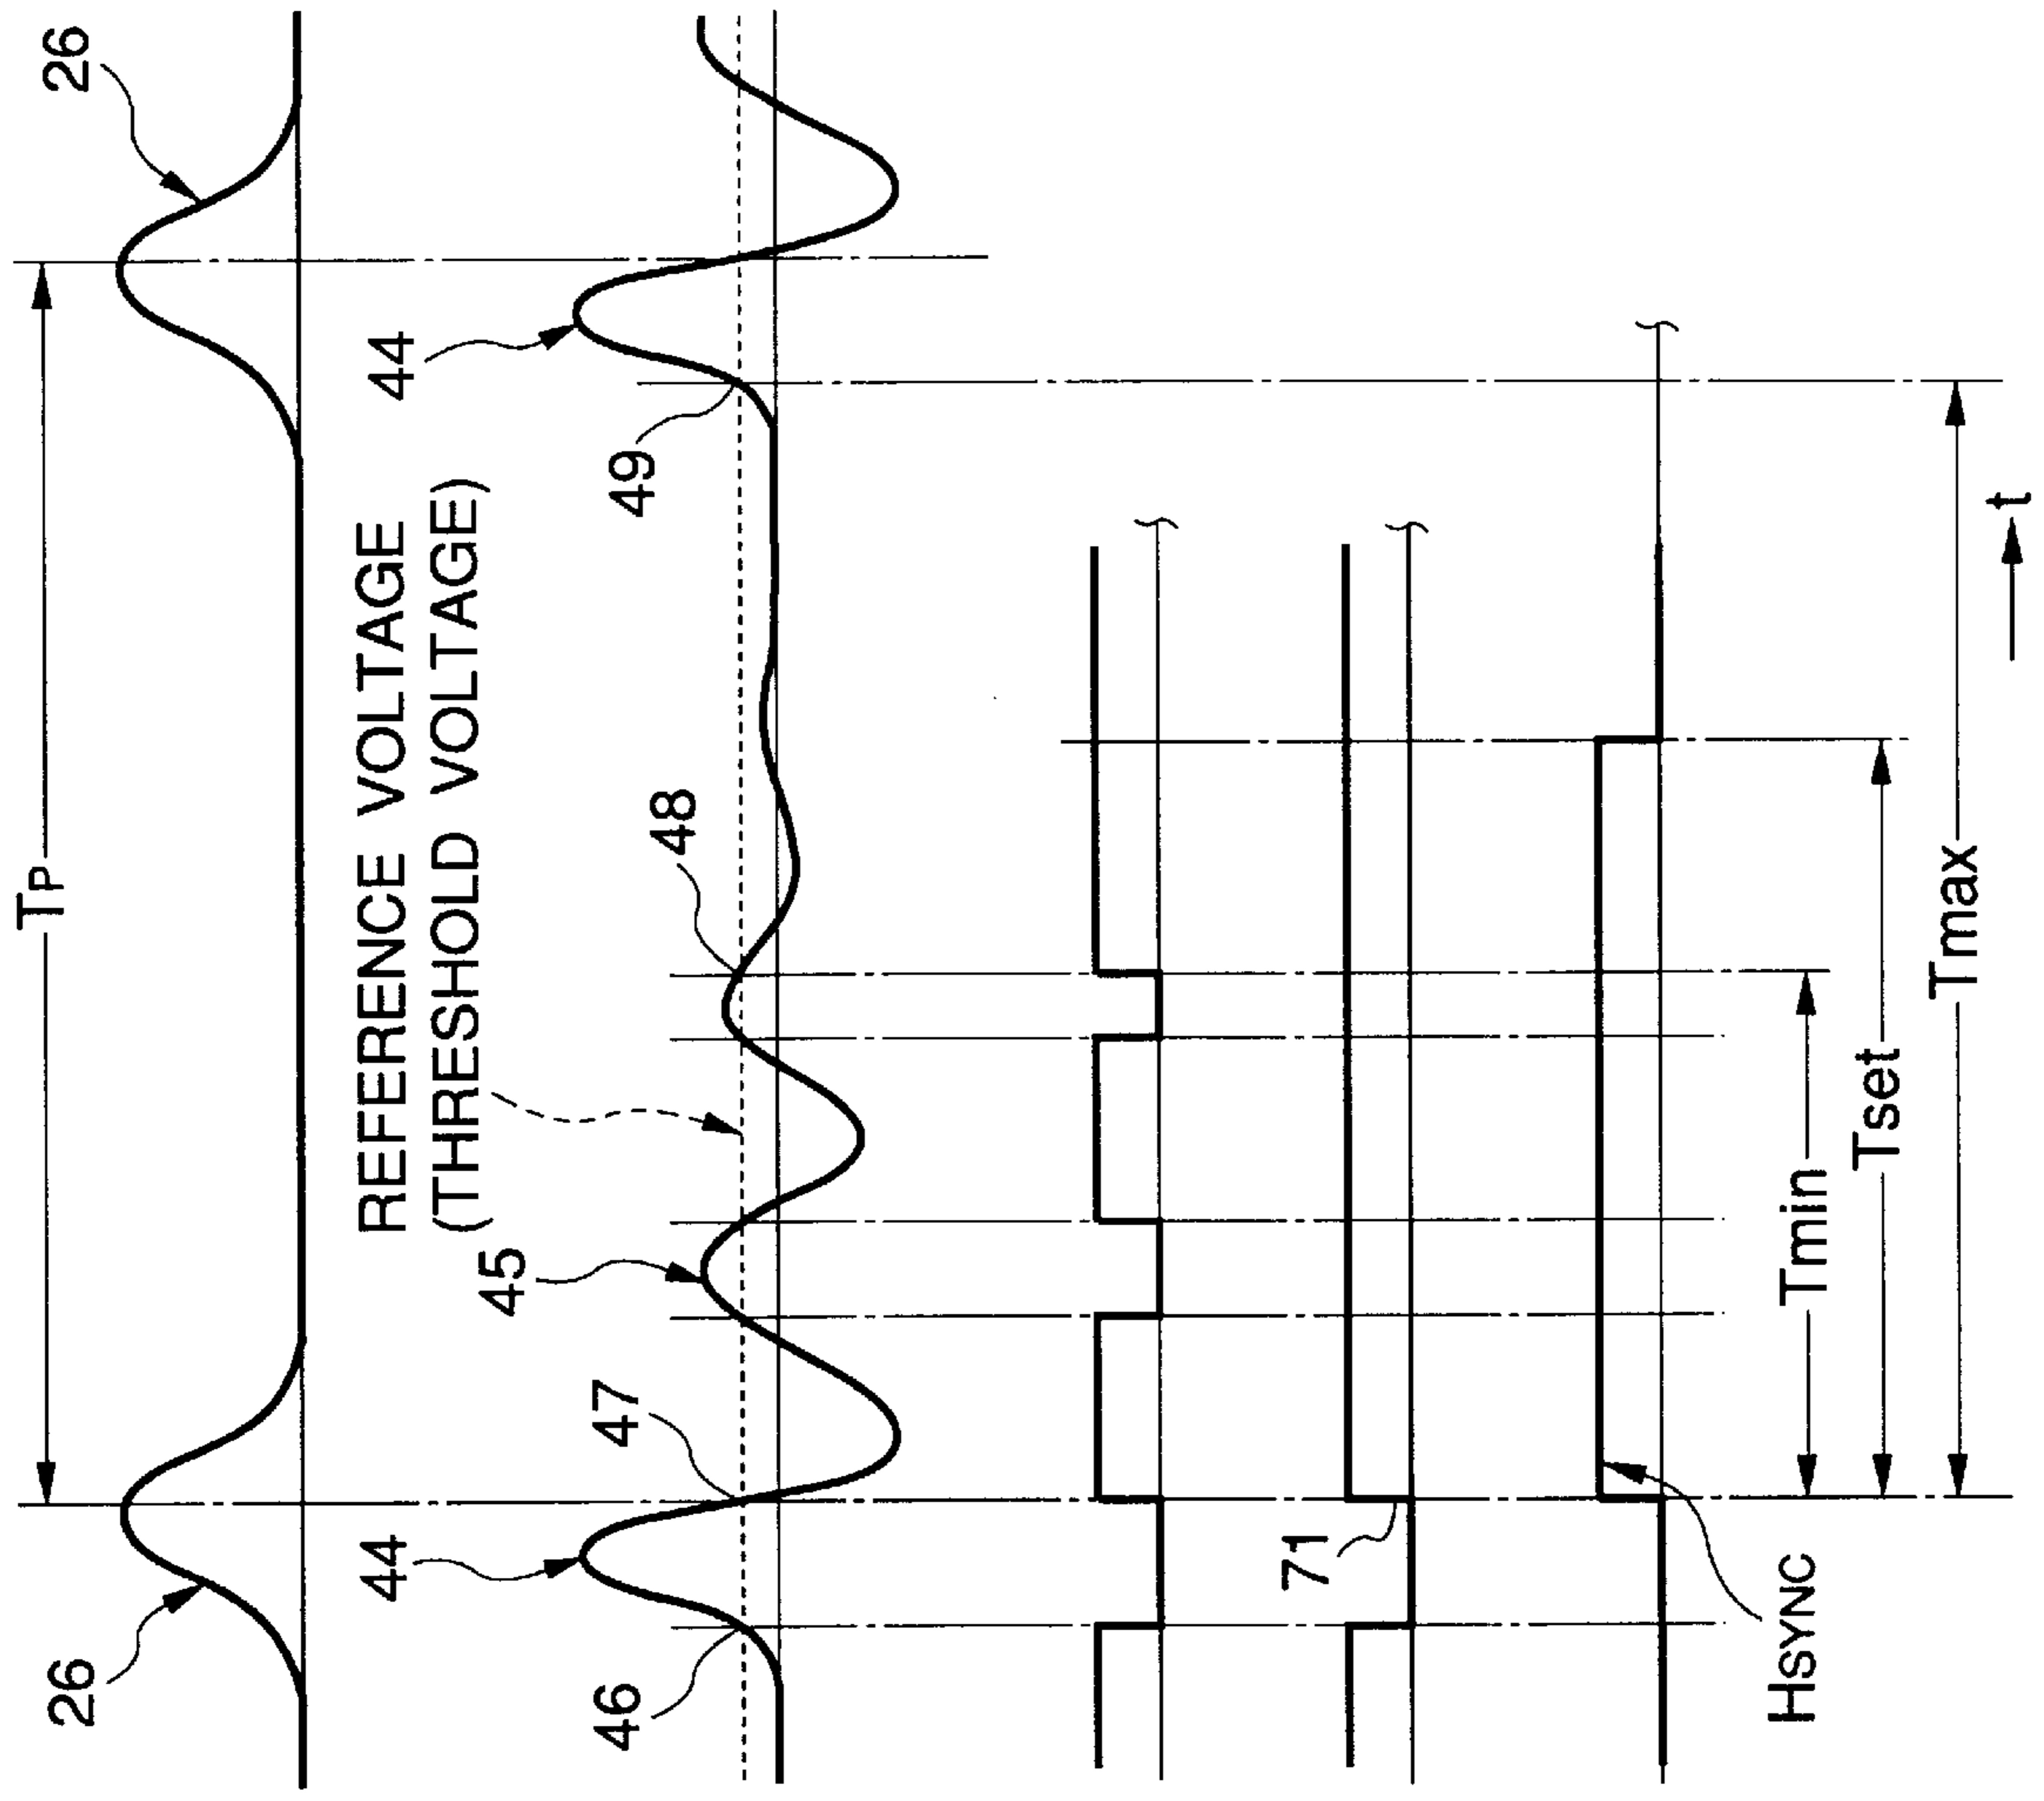 TP
26
26
REFERENCE VOLTAGE
(THRESHOLD VOLTAGE)
44
45
44
46
47
48
49
71
HSYNC
Tmin
Tset
Tmax
t